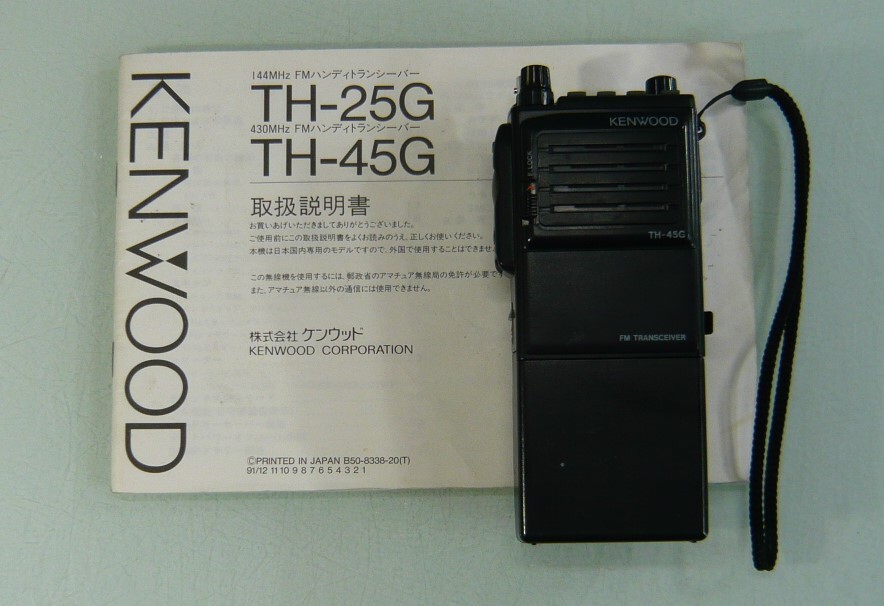 KENWOOD
144MHz FMハンディトランシーバー
TH-25G
430MHz FMハンディトランシーバー
TH-45G
取扱説明書
お買いあげいただきましてありがとうございました。
ご使用前にこの取扱説明書をよくお読みのうえ、正しくお使いください。
本機は日本国内専用のモデルですので、外国で使用することはできませ
この無線機を使用するには、郵政省のアマチュア無線局の免許が必要で
また、アマチュア無線以外の通信には使用できません。
株式会社 ケンウッド
KENWOOD CORPORATION
©PRINTED IN JAPAN B50-8338-20(T)
91/12 11 10 9 8 7 6 5 4 3 2 1
KENWOOD
LOCK
TH-45G
FM TRANSCEIVER